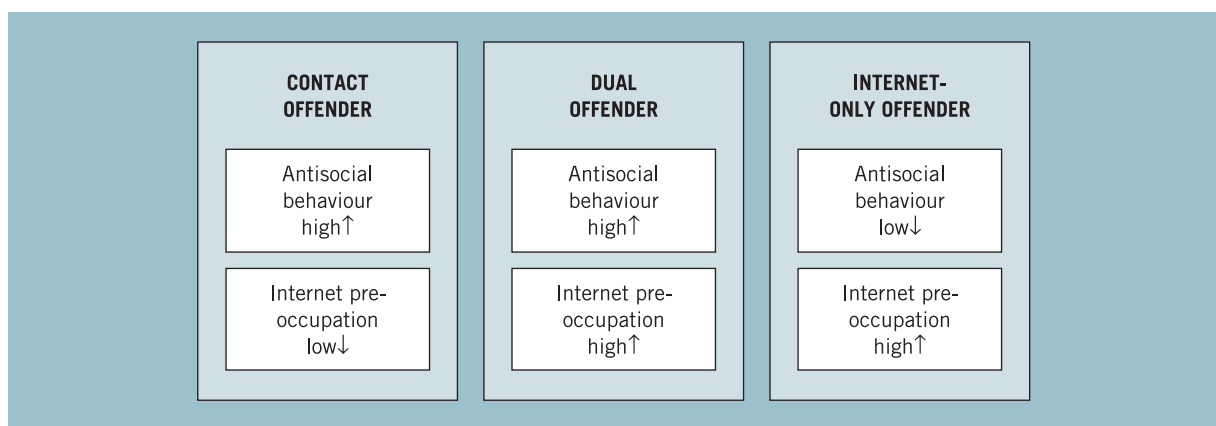 CONTACT
OFFENDER
Antisocial
behaviour
high↑
Internet pre-
occupation
low↓
DUAL
OFFENDER
Antisocial
behaviour
high↑
Internet pre-
occupation
high↑
INTERNET-
ONLY OFFENDER
Antisocial
behaviour
low↓
Internet pre-
occupation
high↑